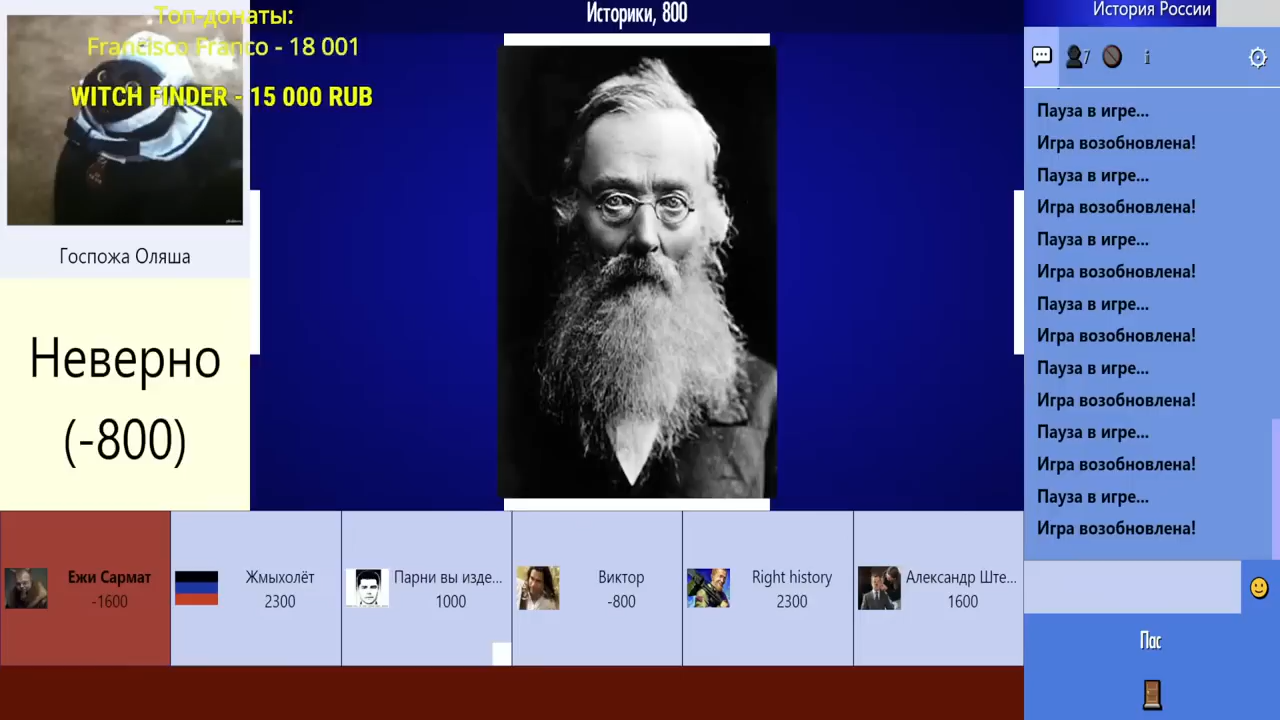 Топ-донаты:
Francisco Franco - 18 001
WITCH FINDER - 15 000 RUB
Госпожа Оляша
Неверно
(-800)
Историки, 800
История России
7
i
Пауза в игре...
Игра возобновлена!
Пауза в игре...
Игра возобновлена!
Пауза в игре...
Игра возобновлена!
Пауза в игре...
Игра возобновлена!
Пауза в игре...
Игра возобновлена!
Пауза в игре...
Игра возобновлена!
Пауза в игре...
Игра возобновлена!
Ежи Сармат
-1600
Жмыхолёт
2300
Парни вы изде...
1000
Виктор
-800
Right history
2300
Александр Ште...
1600
Пас